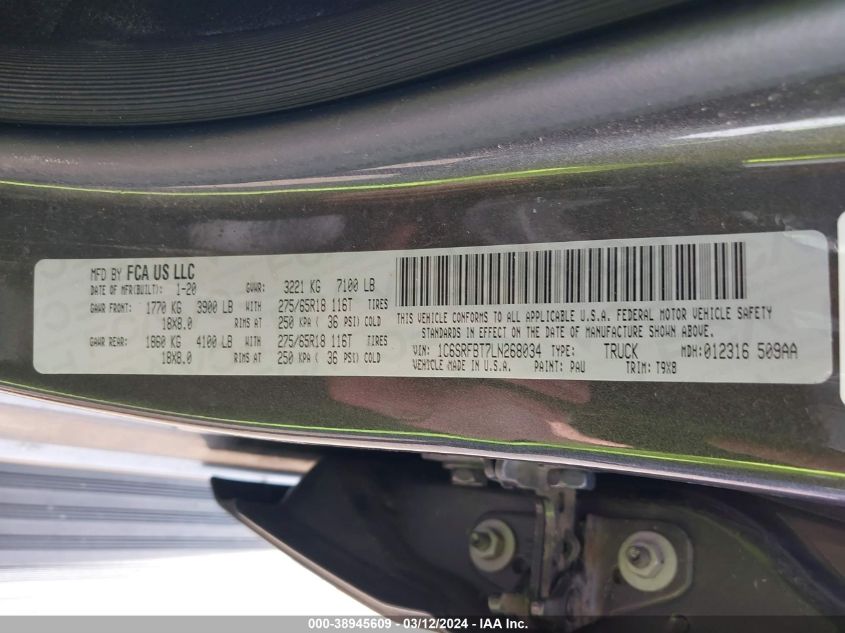 MFD BY FCA US LLC
DATE OF MFR(BUILT): 1-20 GVWR: 3221 KG 7100 LB
GAWR FRONT: 1770 KG 3900 LB WITH 275/65R18 116T TIRES
18X8.0 RIMS AT 250 KPA ( 36 PSI) COLD
GAWR REAR: 1860 KG 4100 LB WITH 275/65R18 116T TIRES
18X8.0 RIMS AT 250 KPA ( 36 PSI) COLD
THIS VEHICLE CONFORMS TO ALL APPLICABLE U.S.A. FEDERAL MOTOR VEHICLE SAFETY
STANDARDS IN EFFECT ON THE DATE OF MANUFACTURE SHOWN ABOVE.
VIN: 1C6SRFBT7LN268034 TYPE: TRUCK MDH: 012316 509AA
VEHICLE MADE IN U.S.A. PAINT: PAU TRIM: T9X8
000-38945609 - 03/12/2024 - IAA Inc.